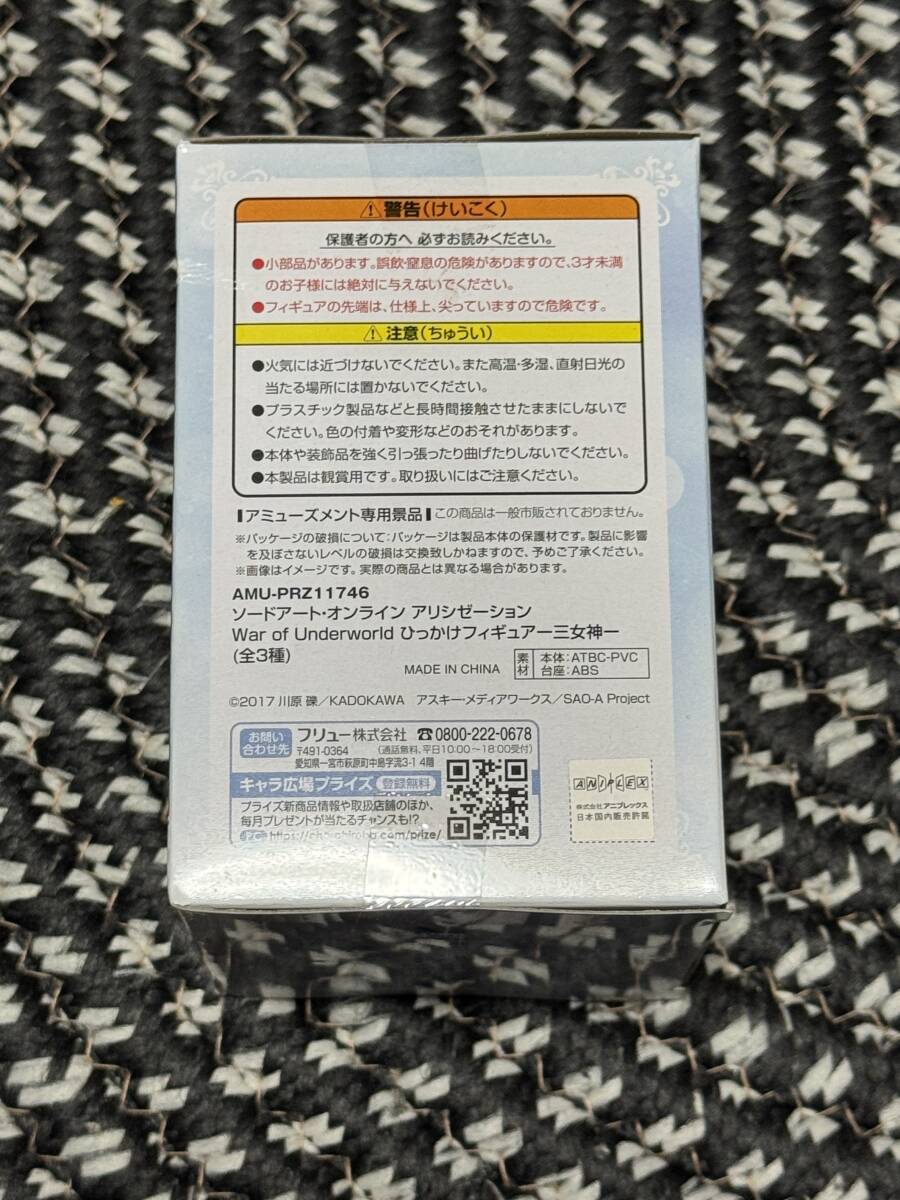 ⚠警告(けいこく)
保護者の方へ 必ずお読みください。
●小部品があります。誤飲・窒息の危険がありますので、3才未満
のお子様には絶対に与えないでください。
●フィギュアの先端は、仕様上、尖っていますので危険です。
⚠注意(ちゅうい)
●火気には近づけないでください。また高温・多湿、直射日光の
当たる場所には置かないでください。
●プラスチック製品などと長時間接触させたままにしないで
ください。色の付着や変形などのおそれがあります。
●本体や装飾品を強く引っ張ったり曲げたりしないでください。
●本製品は観賞用です。取り扱いにはご注意ください。
┃アミューズメント専用景品┃この商品は一般市販されておりません。
※パッケージの破損について:パッケージは製品本体の保護材です。製品に影響
を及ぼさないレベルの破損は交換致しかねますので、予めご了承ください。
※画像はイメージです。実際の商品とは異なる場合があります。
AMU-PRZ11746
ソードアート・オンライン アリシゼーション
War of Underworld ひっかけフィギュアー三女神ー
(全3種)
MADE IN CHINA
素材 本体:ATBC-PVC
台座:ABS
©2017 川原 礫/KADOKAWA アスキー・メディアワークス/SAO-A Project
お問い合わせ先 フリュー株式会社 ☎0800-222-0678
〒491-0364 (通話無料、平日10:00~18:00受付)
愛知県一宮市萩原町中島字流3-1 4階
キャラ広場プライズ 登録無料
プライズ新商品情報や取扱店舗のほか、
毎月プレゼントが当たるチャンスも!?
PC https://charahiroba.com/prize/
ANIPLEX
株式会社アニプレックス
日本国内販売許諾